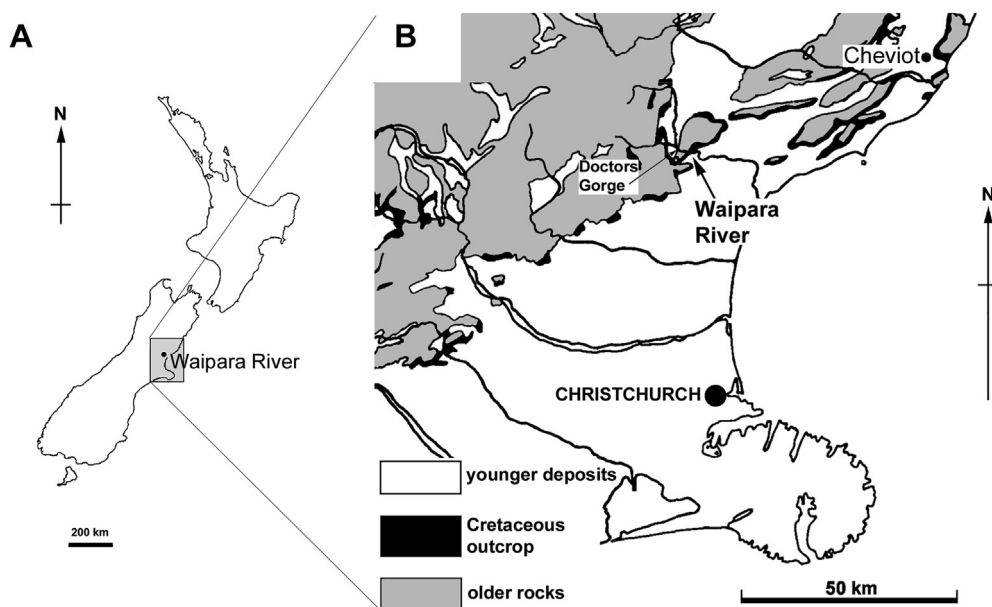 A
N
Waipara River
200 km
B
Cheviot
Doctors
Gorge
Waipara
River
N
CHRISTCHURCH
younger deposits
Cretaceous
outcrop
older rocks
50 km